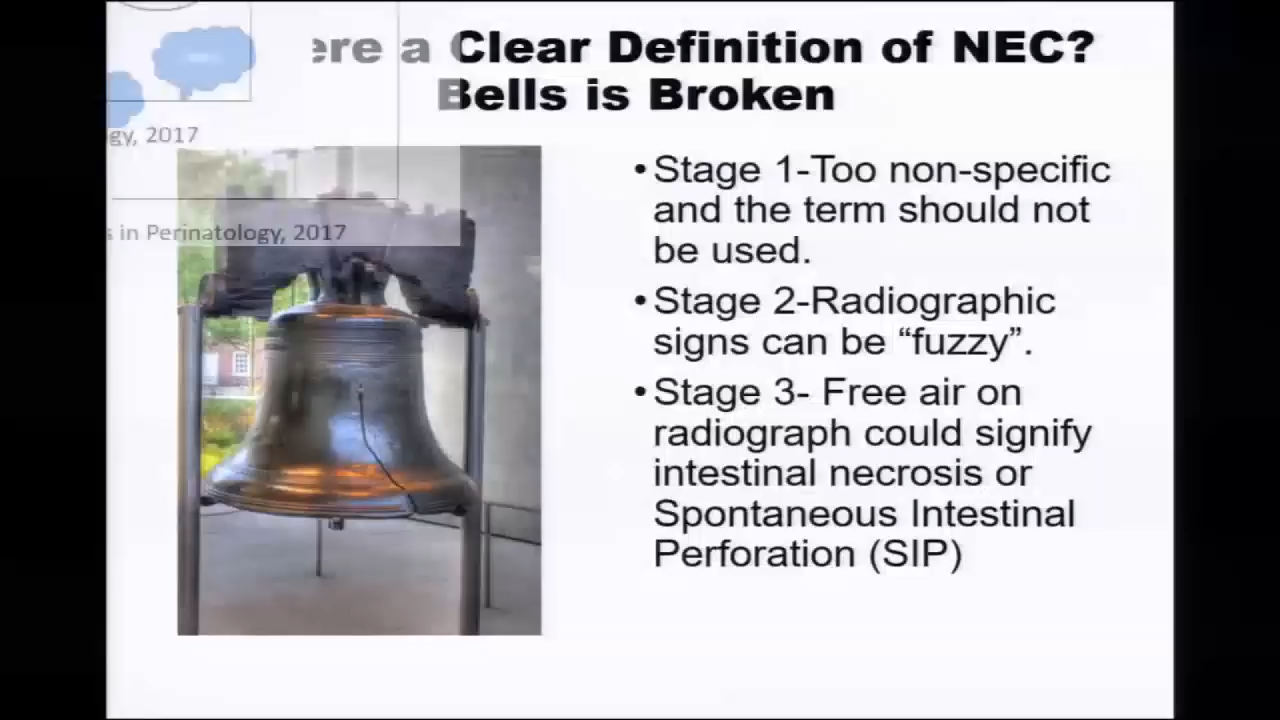 ere a Clear Definition of NEC?
Bells is Broken
gy, 2017
s in Perinatology, 2017
•Stage 1-Too non-specific
and the term should not
be used.
•Stage 2-Radiographic
signs can be “fuzzy”.
•Stage 3- Free air on
radiograph could signify
intestinal necrosis or
Spontaneous Intestinal
Perforation (SIP)